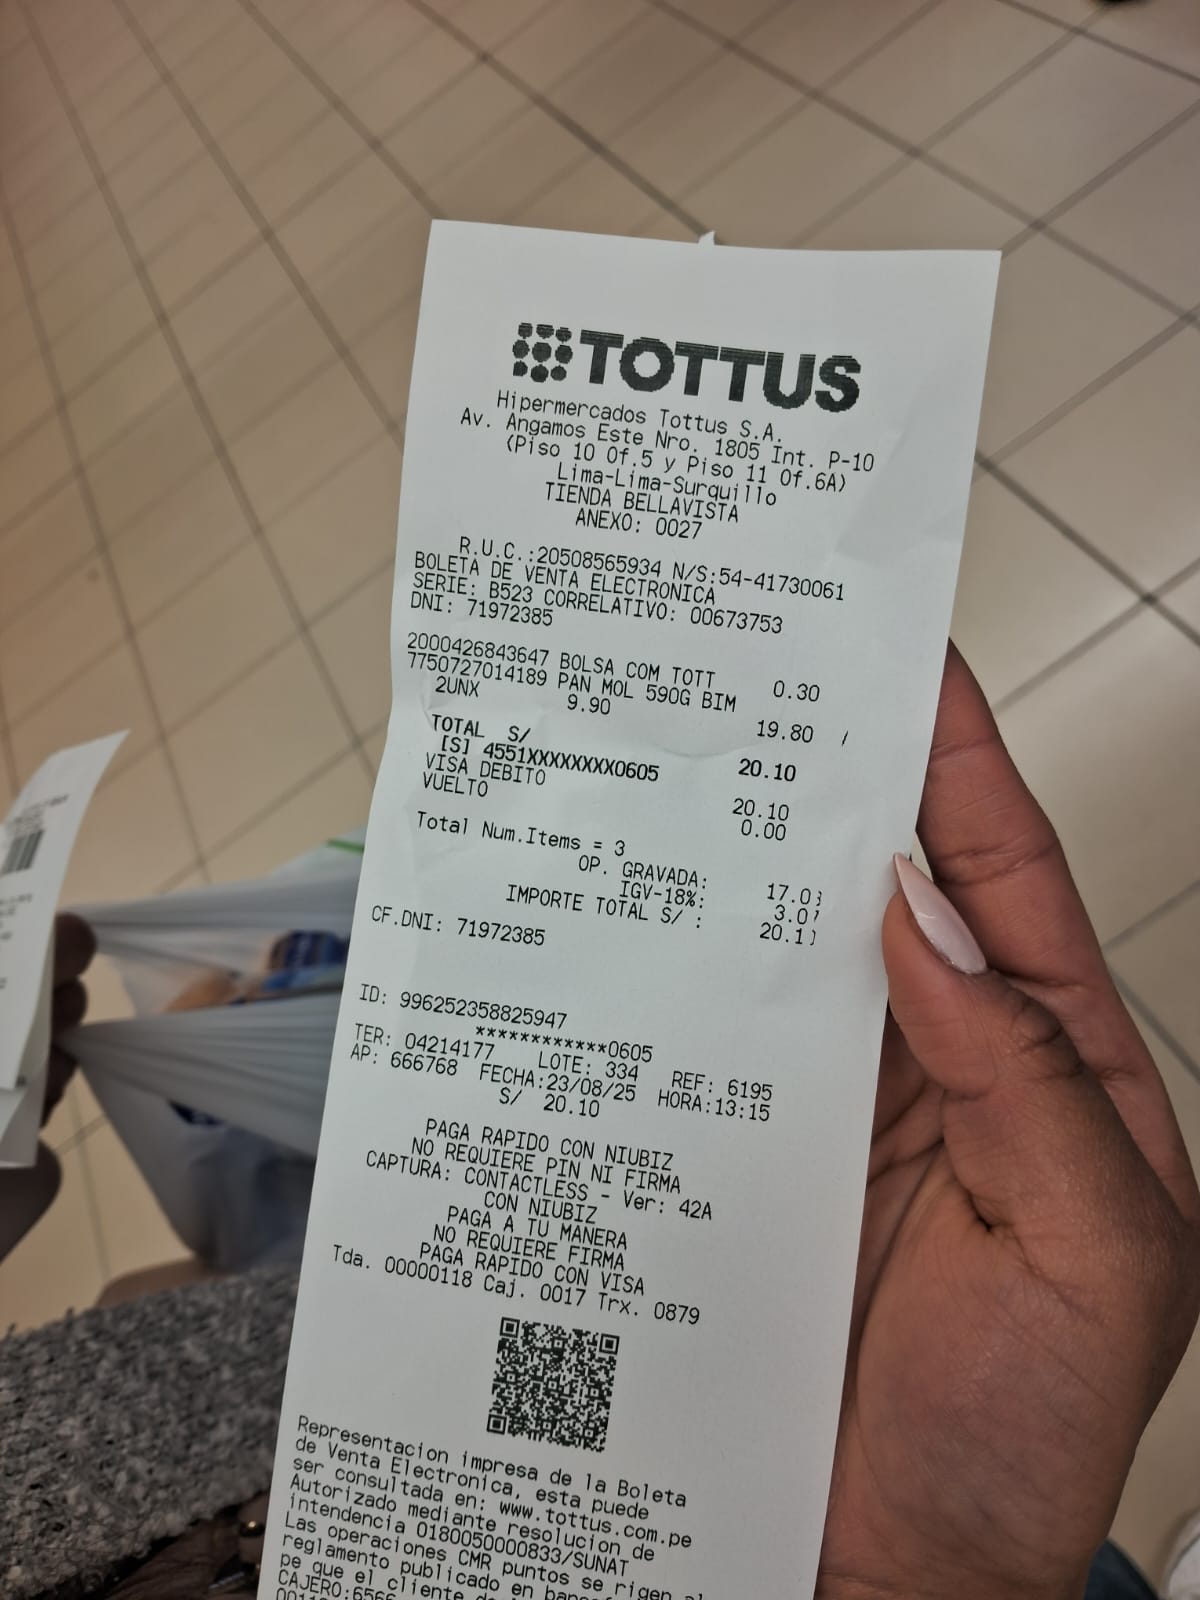 TOTTUS
Hipermercados Tottus S.A.
Av. Angamos Este Nro. 1805 Int. P-10
(Piso 10 Of.5 y Piso 11 Of.6A)
Lima-Lima-Surquillo
TIENDA BELLAVISTA
ANEXO: 0027
R.U.C.:20508565934 N/S:54-41730061
BOLETA DE VENTA ELECTRONICA
SERIE: B523 CORRELATIVO: 00673753
DNI: 71972385
2000426843647 BOLSA COM TOTT 0.30
7750727014189 PAN MOL 590G BIM
2UNX 9.90 19.80
TOTAL S/ 20.10
[S] 4551XXXXXXXX0605
VISA DEBITO 20.10
VUELTO 0.00
Total Num.Items = 3
OP. GRAVADA: 17.03
IGV-18%: 3.07
IMPORTE TOTAL S/ : 20.1
CF.DNI: 71972385
ID: 996252358825947
************0605
TER: 04214177 LOTE: 334 REF: 6195
AP: 666768 FECHA:23/08/25 HORA:13:15
S/ 20.10
PAGA RAPIDO CON NIUBIZ
NO REQUIERE PIN NI FIRMA
CAPTURA: CONTACTLESS - Ver: 42A
CON NIUBIZ
PAGA A TU MANERA
NO REQUIERE FIRMA
PAGA RAPIDO CON VISA
Tda. 00000118 Caj. 0017 Trx. 0879
Representacion impresa de la Boleta
de Venta Electronica, esta puede
ser consultada en: www.tottus.com.pe
Autorizado mediante resolucion de
intendencia 0180050000833/SUNAT
Las operaciones CMR puntos se rigen al
reglamento publicado en
pe que el cliente
CAJERO:6566